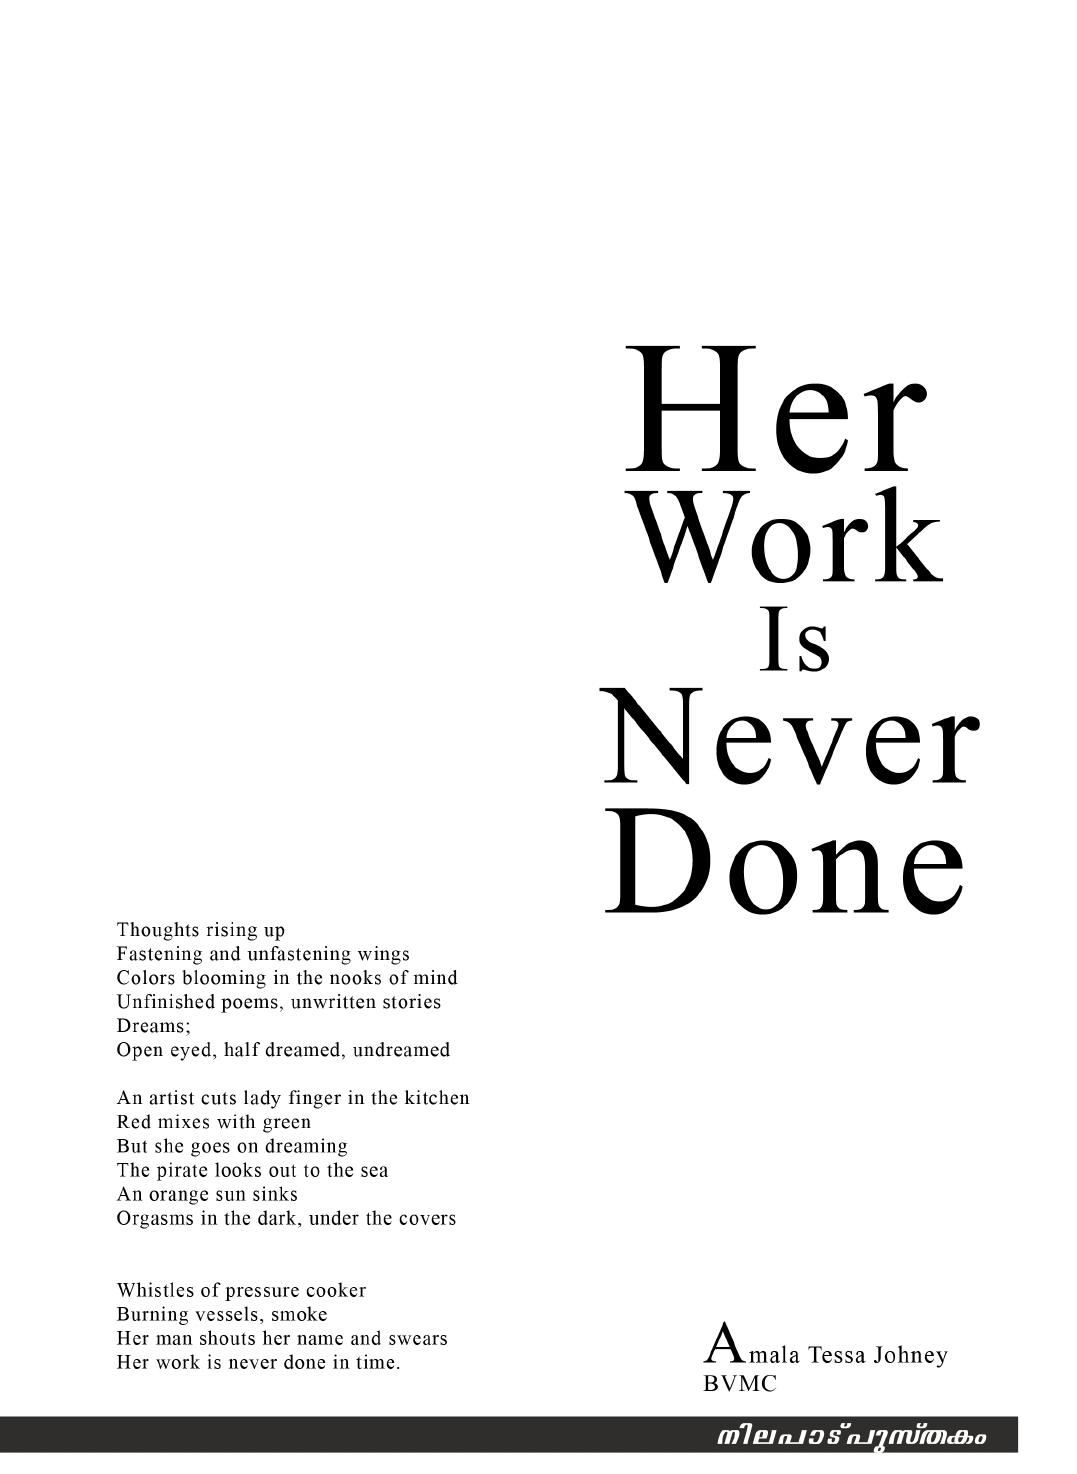 Her
Work
Is
Never
Done
Thoughts rising up
Fastening and unfastening wings
Colors blooming in the nooks of mind
Unfinished poems, unwritten stories
Dreams;
Open eyed, half dreamed, undreamed
An artist cuts lady finger in the kitchen
Red mixes with green
But she goes on dreaming
The pirate looks out to the sea
An orange sun sinks
Orgasms in the dark, under the covers
Whistles of pressure cooker
Burning vessels, smoke
Her man shouts her name and swears
Her work is never done in time.
Amala Tessa Johney
BVMC
നിലപാട് പുസ്തകം